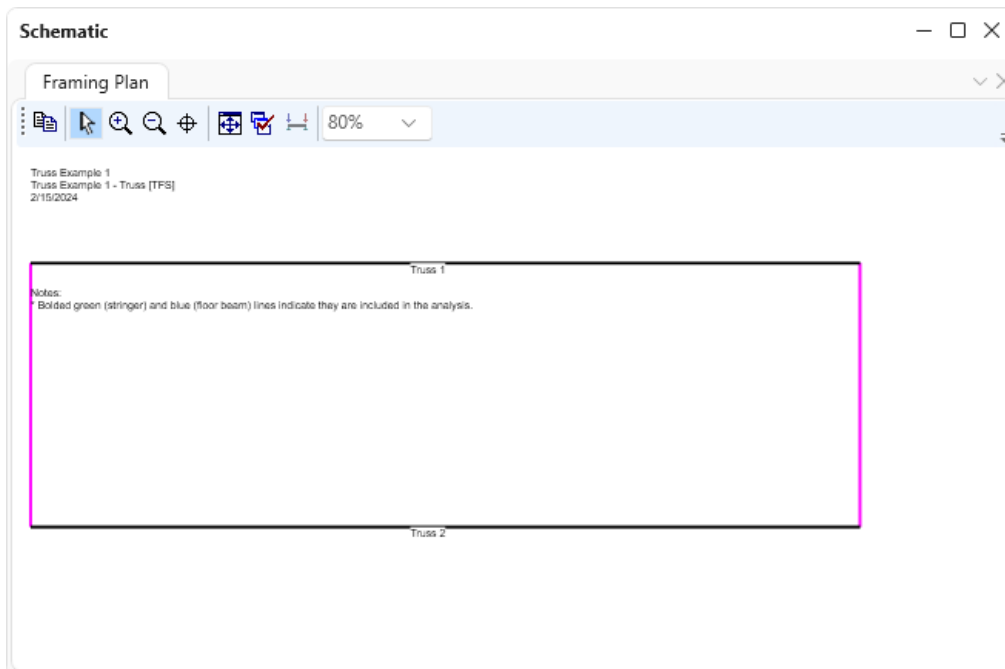 Schematic
Framing Plan
80%
Truss Example 1
Truss Example 1 - Truss [TFS]
2/15/2024
Truss 1
Notes:
* Bolded green (stringer) and blue (floor beam) lines indicate they are included in the analysis.
Truss 2